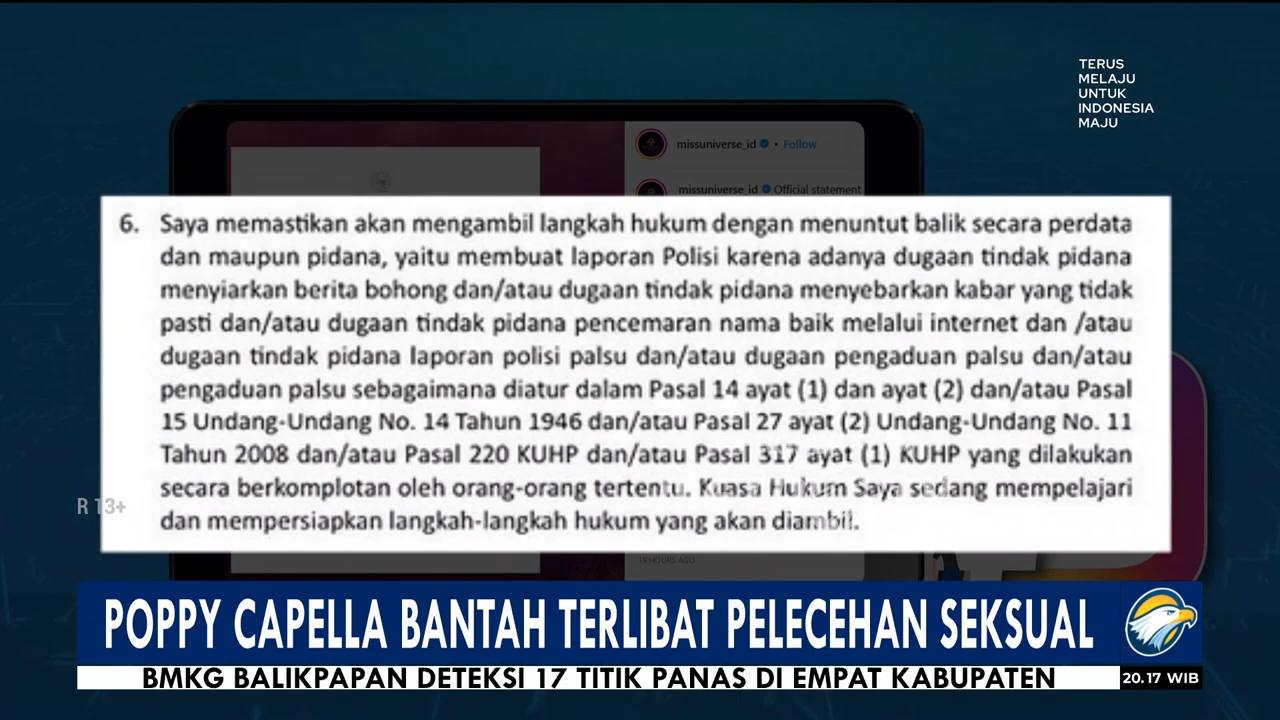 TERUS
MELAJU
UNTUK
INDONESIA
MAJU
missuniverse_id • Follow
missuniverse_id Official statement
6. Saya memastikan akan mengambil langkah hukum dengan menuntut balik secara perdata
dan maupun pidana, yaitu membuat laporan Polisi karena adanya dugaan tindak pidana
menyiarkan berita bohong dan/atau dugaan tindak pidana menyebarkan kabar yang tidak
pasti dan/atau dugaan tindak pidana pencemaran nama baik melalui internet dan /atau
dugaan tindak pidana laporan polisi palsu dan/atau dugaan pengaduan palsu dan/atau
pengaduan palsu sebagaimana diatur dalam Pasal 14 ayat (1) dan ayat (2) dan/atau Pasal
15 Undang-Undang No. 14 Tahun 1946 dan/atau Pasal 27 ayat (2) Undang-Undang No. 11
Tahun 2008 dan/atau Pasal 220 KUHP dan/atau Pasal 317 ayat (1) KUHP yang dilakukan
secara berkomplotan oleh orang-orang tertentu. Kuasa Hukum Saya sedang mempelajari
dan mempersiapkan langkah-langkah hukum yang akan diambil.
R 13+
19 HOURS AGO
POPPY CAPELLA BANTAH TERLIBAT PELECEHAN SEKSUAL
BMKG BALIKPAPAN DETEKSI 17 TITIK PANAS DI EMPAT KABUPATEN
20.17 WIB